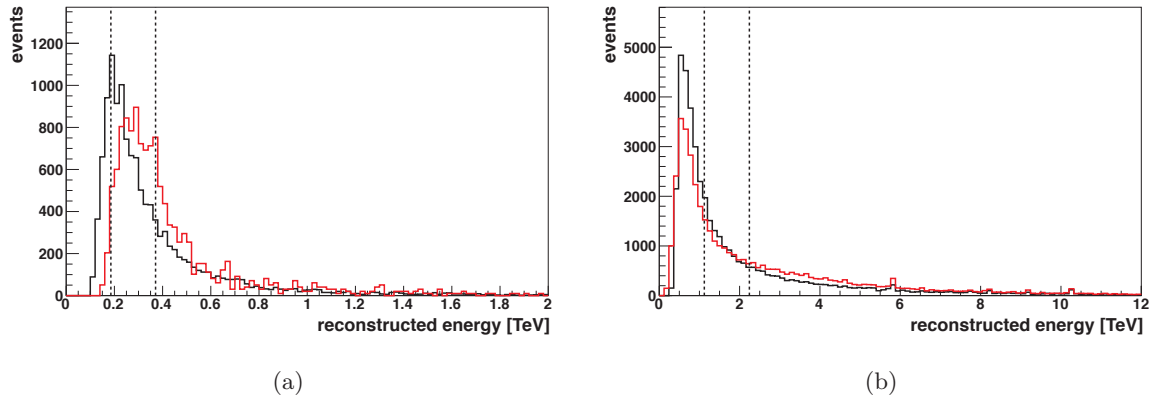 events
1200
1000
800
600
400
200
0
0 0.2 0.4 0.6 0.8 1 1.2 1.4 1.6 1.8 2
reconstructed energy [TeV]
(a)
events
5000
4000
3000
2000
1000
0
0 2 4 6 8 10 12
reconstructed energy [TeV]
(b)